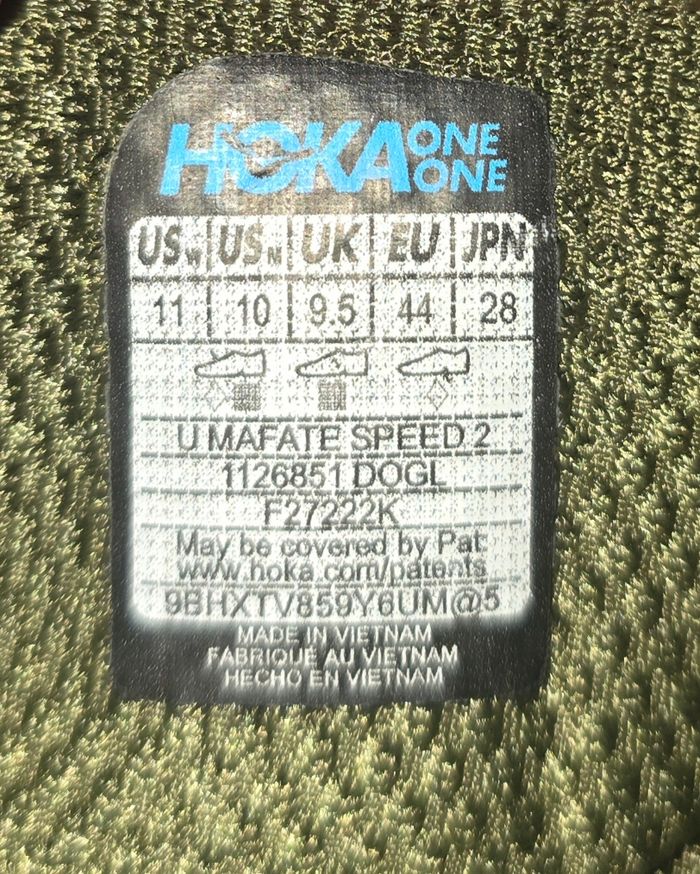 HOKA ONE ONE
USW USM UK EU JPN
11 10 9.5 44 28
U MAFATE SPEED 2
1126851 DOGL
F27222K
May be covered by Pat:
www.hoka.com/patents
9BHXTV859Y6UM@5
MADE IN VIETNAM
FABRIQUÉ AU VIETNAM
HECHO EN VIETNAM